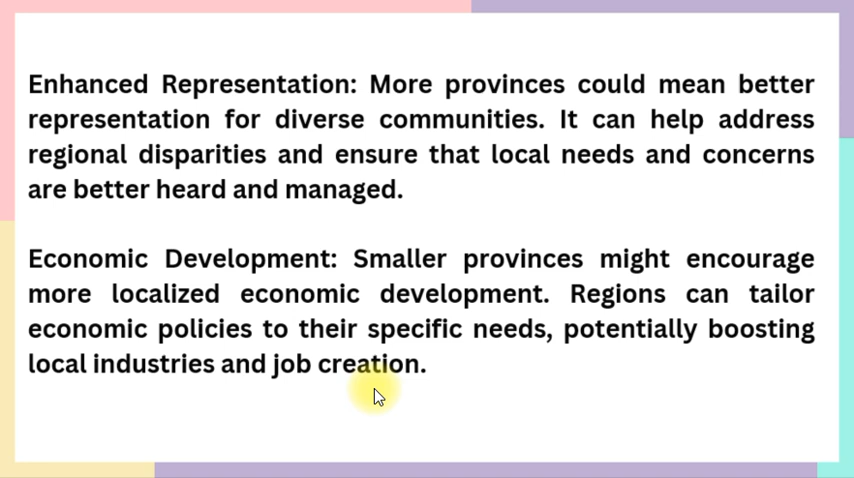 Enhanced Representation: More provinces could mean better
representation for diverse communities. It can help address
regional disparities and ensure that local needs and concerns
are better heard and managed.
Economic Development: Smaller provinces might encourage
more localized economic development. Regions can tailor
economic policies to their specific needs, potentially boosting
local industries and job creation.